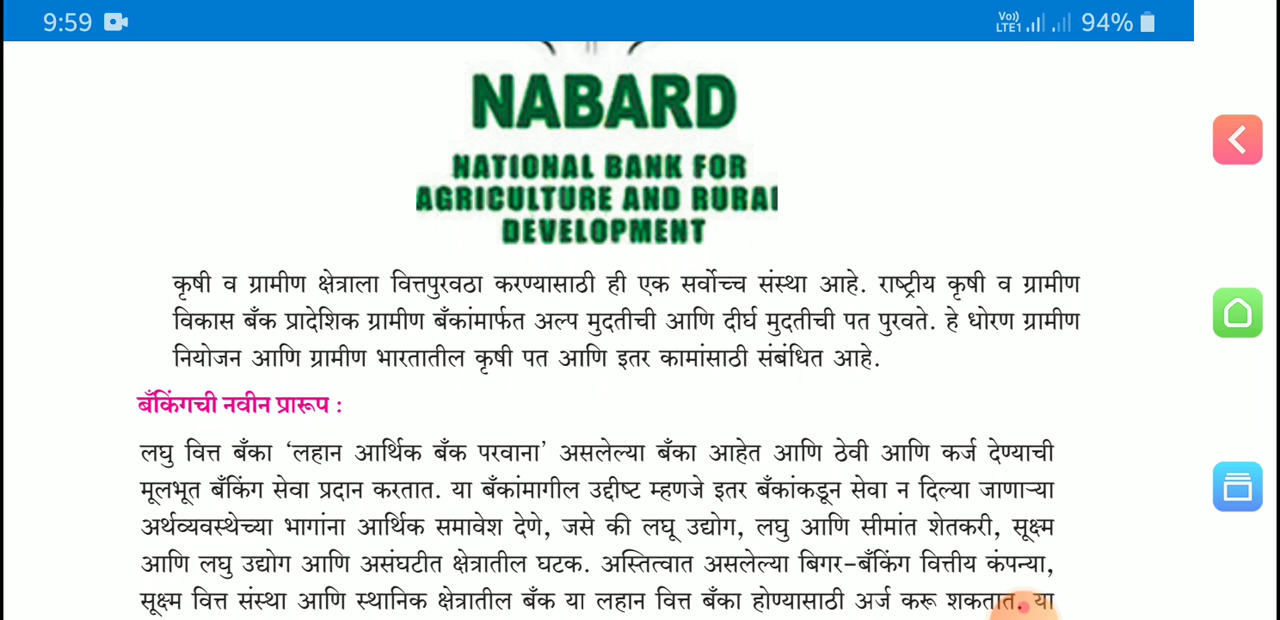 9:59
Vo))
LTE1
94%
NABARD
NATIONAL BANK FOR
AGRICULTURE AND RURAL
DEVELOPMENT
कृषी व ग्रामीण क्षेत्राला वित्तपुरवठा करण्यासाठी ही एक सर्वोच्च संस्था आहे. राष्ट्रीय कृषी व ग्रामीण
विकास बँक प्रादेशिक ग्रामीण बँकांमार्फत अल्प मुदतीची आणि दीर्घ मुदतीची पत पुरवते. हे धोरण ग्रामीण
नियोजन आणि ग्रामीण भारतातील कृषी पत आणि इतर कामांसाठी संबंधित आहे.
बँकिंगची नवीन प्रारूप :
लघु वित्त बँका ‘लहान आर्थिक बँक परवाना’ असलेल्या बँका आहेत आणि ठेवी आणि कर्ज देण्याची
मूलभूत बँकिंग सेवा प्रदान करतात. या बँकांमागील उद्दीष्ट म्हणजे इतर बँकांकडून सेवा न दिल्या जाणाऱ्या
अर्थव्यवस्थेच्या भागांना आर्थिक समावेश देणे, जसे की लघू उद्योग, लघु आणि सीमांत शेतकरी, सूक्ष्म
आणि लघु उद्योग आणि असंघटीत क्षेत्रातील घटक. अस्तित्वात असलेल्या बिगर-बँकिंग वित्तीय कंपन्या,
सूक्ष्म वित्त संस्था आणि स्थानिक क्षेत्रातील बँक या लहान वित्त बँका होण्यासाठी अर्ज करू शकतात. या